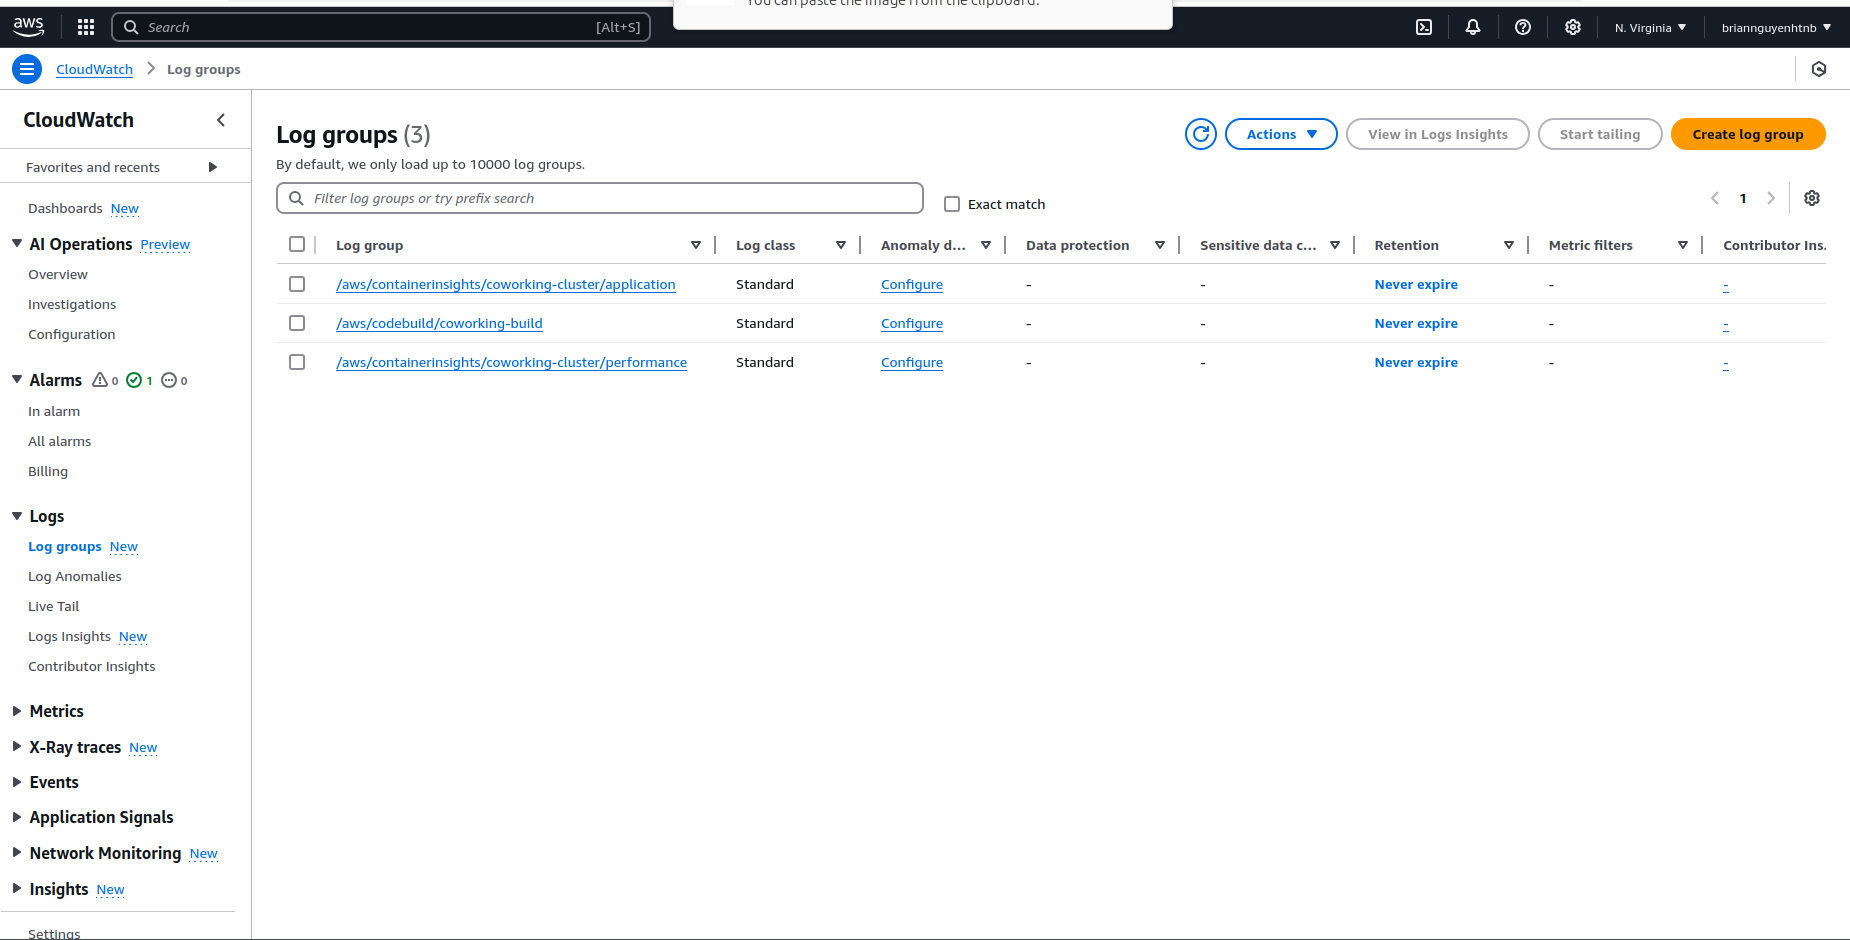 You can paste the image from the clipboard.
aws
Search [Alt+S]
N. Virginia
briannguyenhtnb
CloudWatch
Log groups
CloudWatch
Favorites and recents
Dashboards New
AI Operations Preview
Overview
Investigations
Configuration
Alarms 0 1 0
In alarm
All alarms
Billing
Logs
Log groups New
Log Anomalies
Live Tail
Logs Insights New
Contributor Insights
Metrics
X-Ray traces New
Events
Application Signals
Network Monitoring New
Insights New
Settings
Log groups (3)
By default, we only load up to 10000 log groups.
Actions
View in Logs Insights
Start tailing
Create log group
Filter log groups or try prefix search
Exact match
1
Log group Log class Anomaly d... Data protection Sensitive data c... Retention Metric filters Contributor Ins.
/aws/containerinsights/coworking-cluster/application Standard Configure - - Never expire - -
/aws/codebuild/coworking-build Standard Configure - - Never expire - -
/aws/containerinsights/coworking-cluster/performance Standard Configure - - Never expire - -